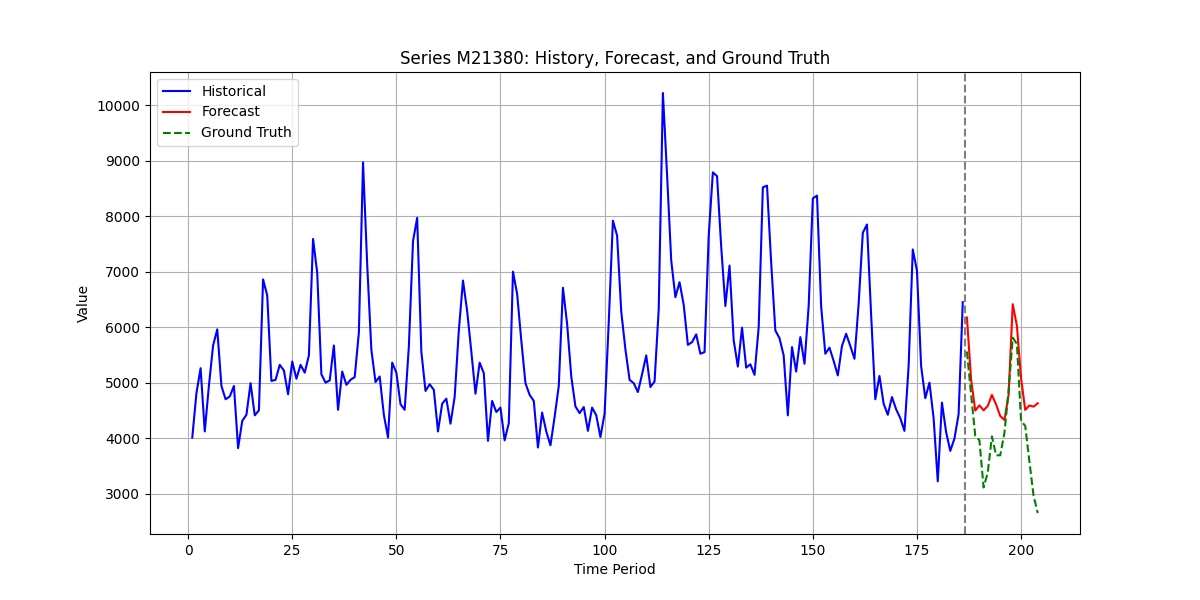 Series M21380: History, Forecast, and Ground Truth
Historical
Forecast
Ground Truth
Value
10000
9000
8000
7000
6000
5000
4000
3000
0 25 50 75 100 125 150 175 200
Time Period